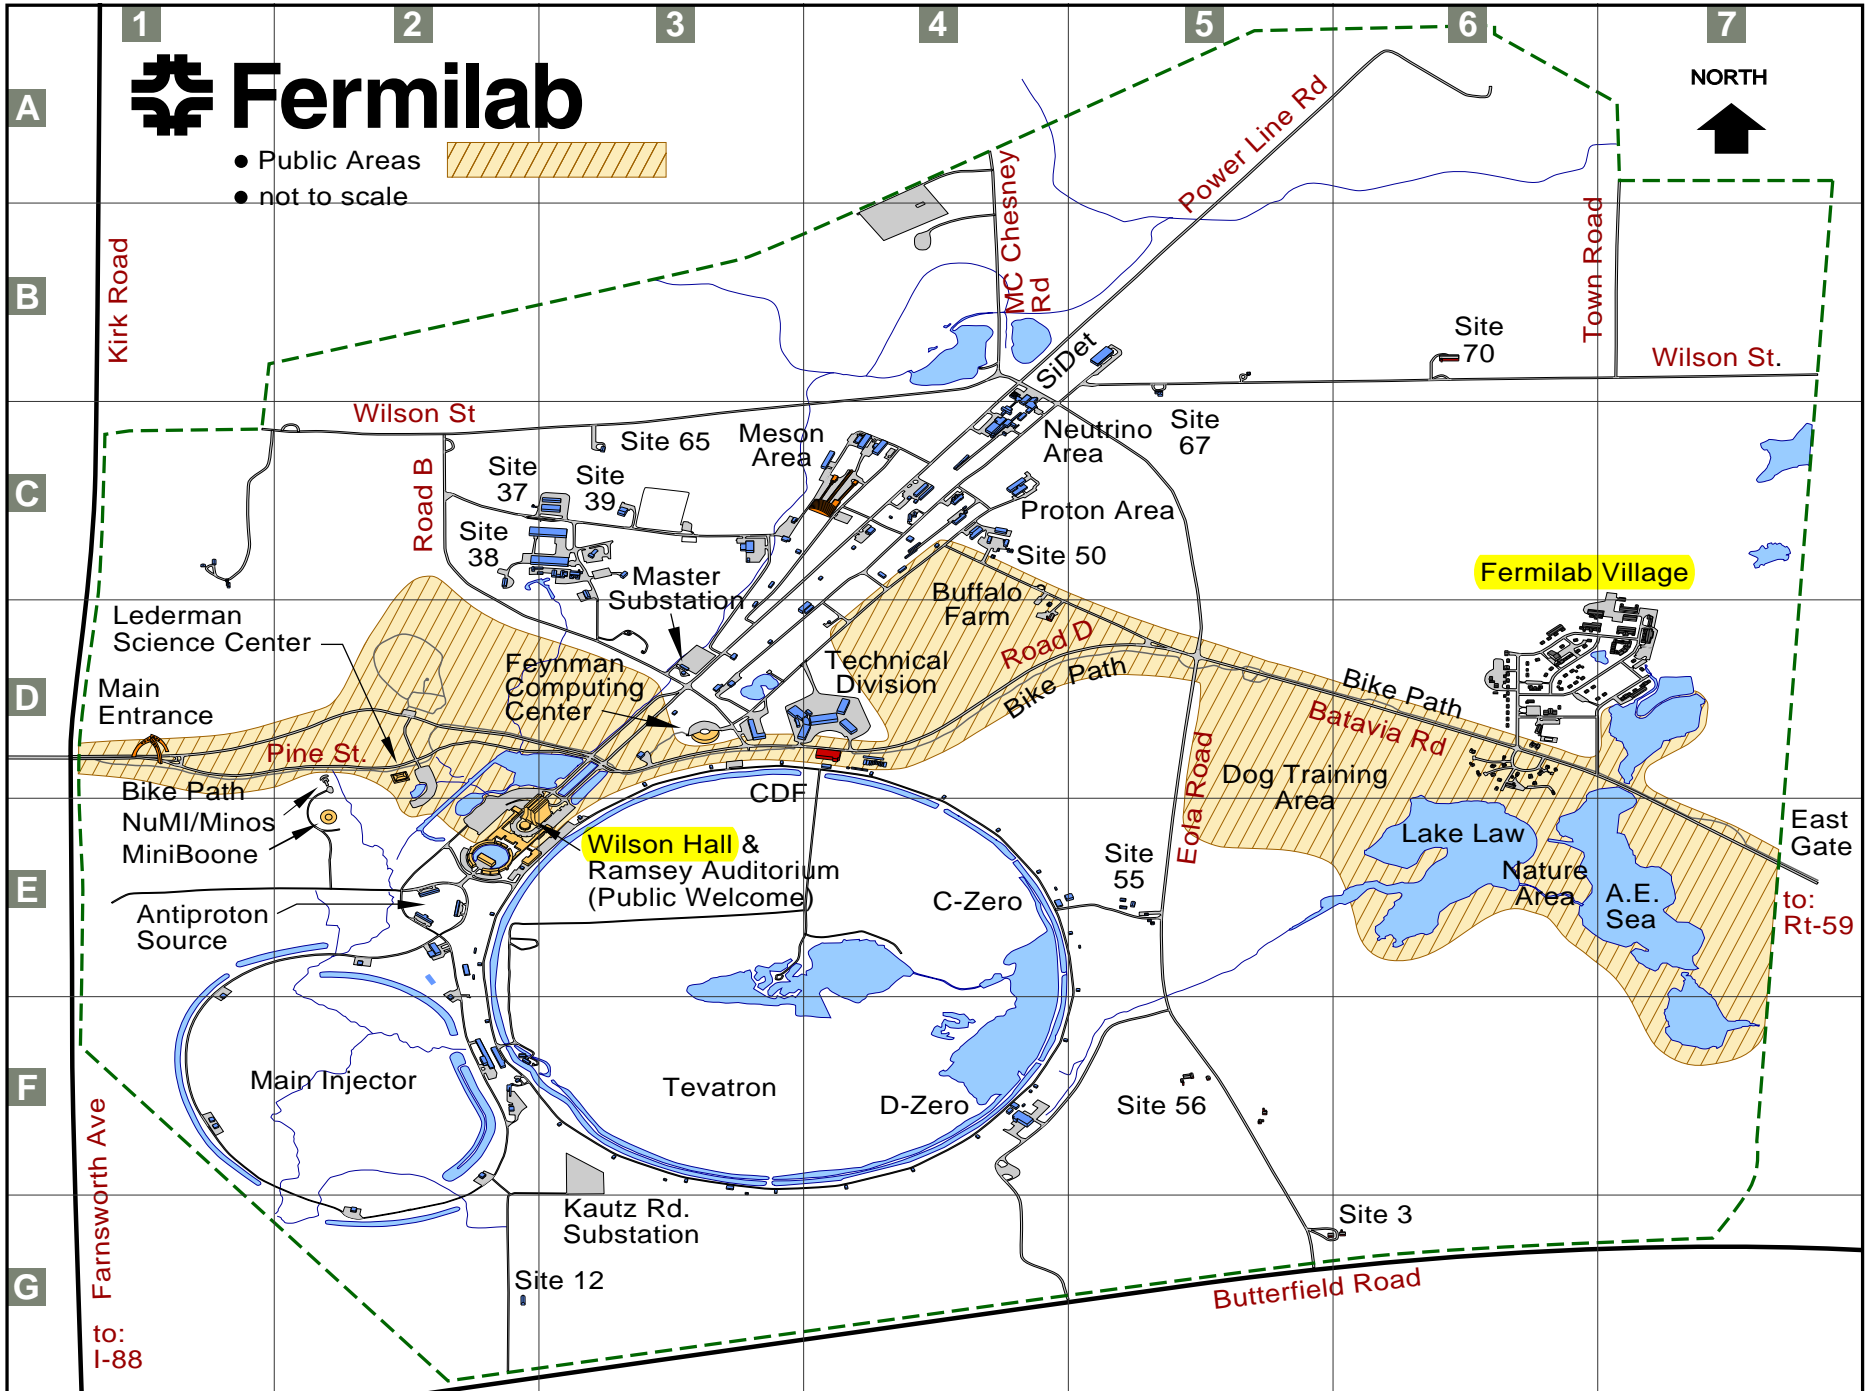 1
2
3
4
5
6
7
A
B
C
D
E
F
G
Fermilab
● Public Areas
● not to scale
NORTH
Kirk Road
MC Chesney
Rd
Power Line Rd
Town Road
Site
70
Wilson St.
SiDet
Wilson St
Site 65
Meson
Area
Neutrino
Area
Site
67
Road B
Site
37
Site
39
Site
38
Proton Area
Site 50
Master
Substation
Buffalo
Farm
Fermilab Village
Lederman
Science Center
Feynman
Computing
Center
Technical
Division
Road D
Bike Path
Bike Path
Batavia Rd
Main
Entrance
Pine St.
Eola Road
Dog Training
Area
Bike Path
NuMI/Minos
MiniBoone
CDF
Wilson Hall &
Ramsey Auditorium
(Public Welcome)
Lake Law
Nature
Area
A.E.
Sea
East
Gate
to:
Rt-59
Site
55
C-Zero
Antiproton
Source
Main Injector
Tevatron
D-Zero
Site 56
Farnsworth Ave
to:
I-88
Kautz Rd.
Substation
Site 12
Site 3
Butterfield Road